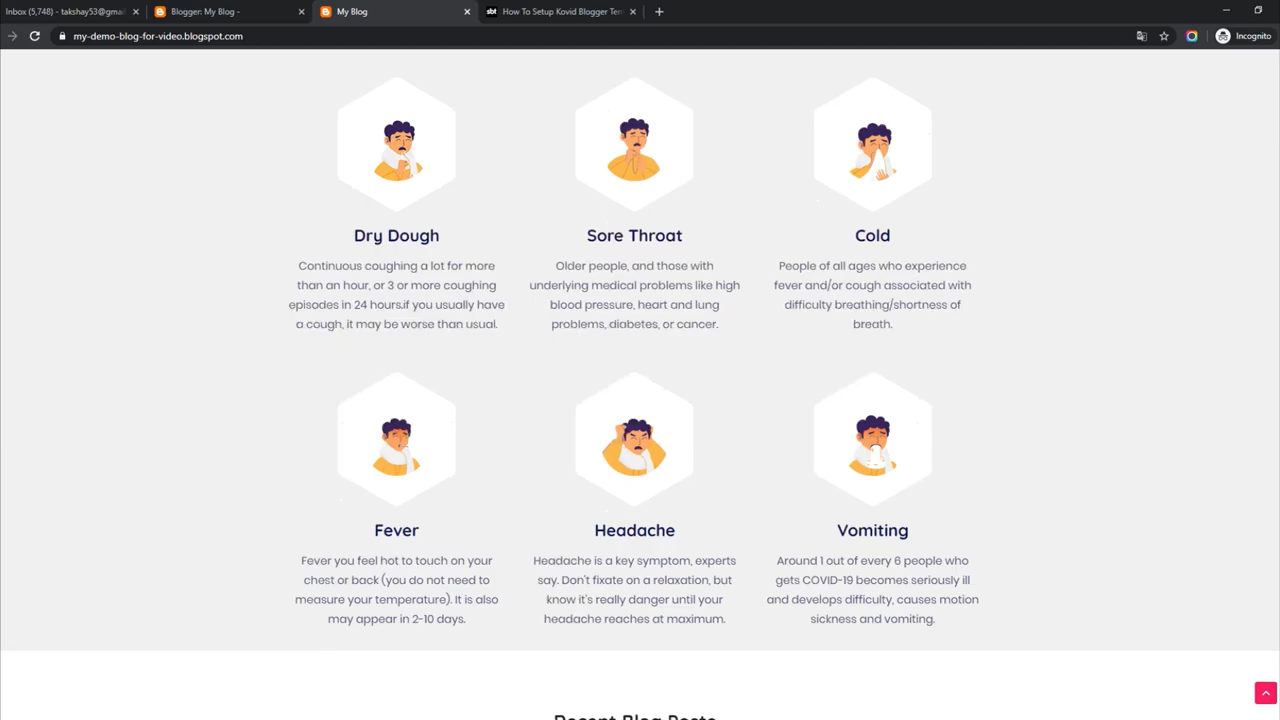 Inbox (5,748) - takshay53@gmai
Blogger: My Blog -
My Blog
sbt
How To Setup Kovid Blogger Tem
my-demo-blog-for-video.blogspot.com
Incognito
Dry Dough
Continuous coughing a lot for more
than an hour, or 3 or more coughing
episodes in 24 hours.if you usually have
a cough, it may be worse than usual.
Sore Throat
Older people, and those with
underlying medical problems like high
blood pressure, heart and lung
problems, diabetes, or cancer.
Cold
People of all ages who experience
fever and/or cough associated with
difficulty breathing/shortness of
breath.
Fever
Fever you feel hot to touch on your
chest or back (you do not need to
measure your temperature). It is also
may appear in 2-10 days.
Headache
Headache is a key symptom, experts
say. Don't fixate on a relaxation, but
know it's really danger until your
headache reaches at maximum.
Vomiting
Around 1 out of every 6 people who
gets COVID-19 becomes seriously ill
and develops difficulty, causes motion
sickness and vomiting.
Recent Blog Posts